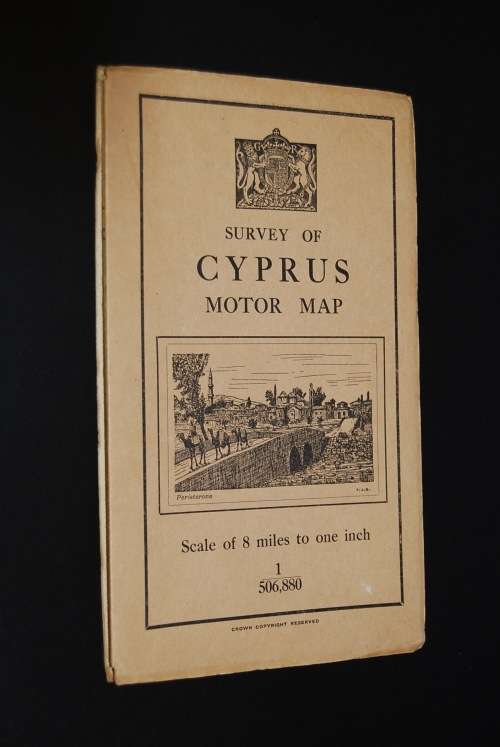 G R
SURVEY OF
CYPRUS
MOTOR MAP
Peristerona
Scale of 8 miles to one inch
1
506,880
CROWN COPYRIGHT RESERVED